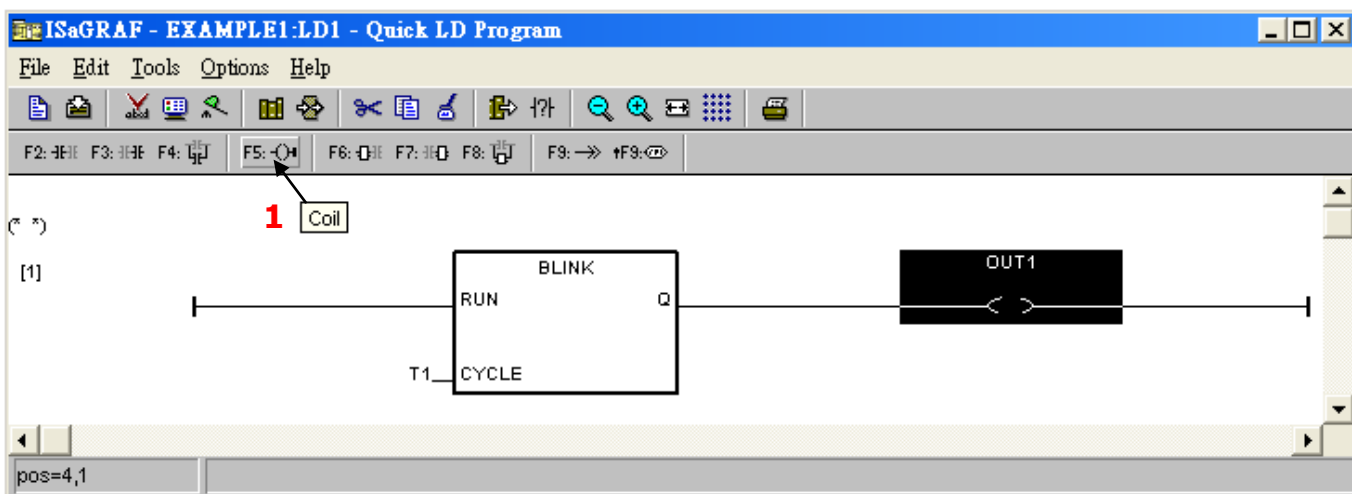 ISaGRAF - EXAMPLE1:LD1 - Quick LD Program
File Edit Tools Options Help
F2: F3: F4: F5: F6: F7: F8: F9: F9:
1 Coil
(* *)
[1]
BLINK
OUT1
RUN Q
T1 CYCLE
pos=4,1